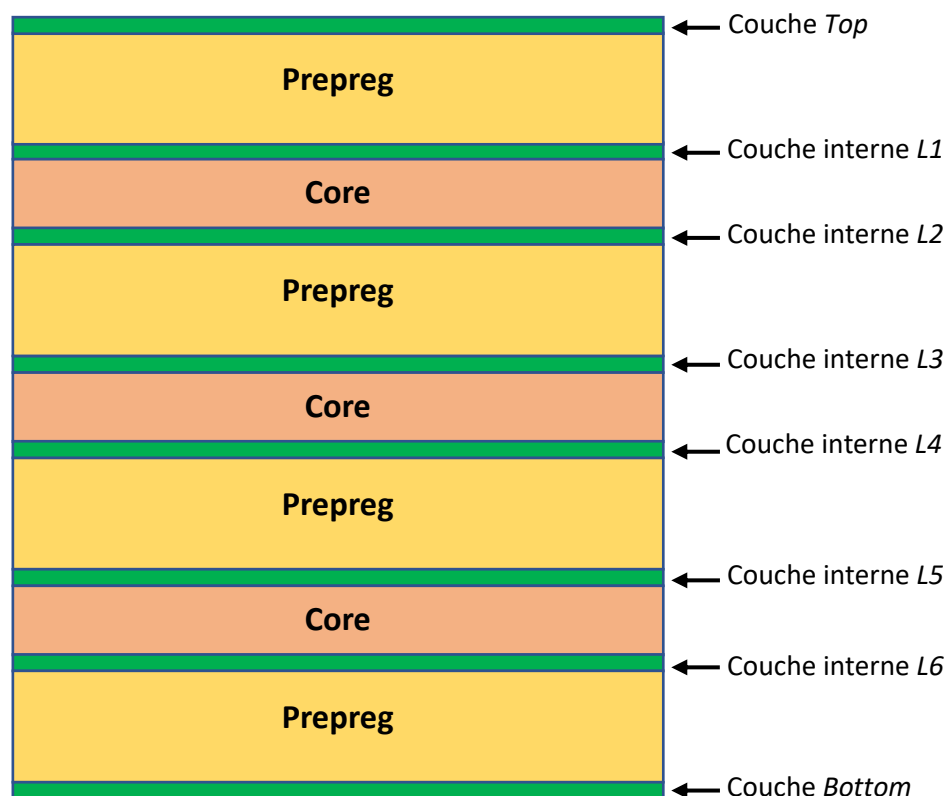 Couche Top
Prepreg
Couche interne L1
Core
Couche interne L2
Prepreg
Couche interne L3
Core
Couche interne L4
Prepreg
Couche interne L5
Core
Couche interne L6
Prepreg
Couche Bottom